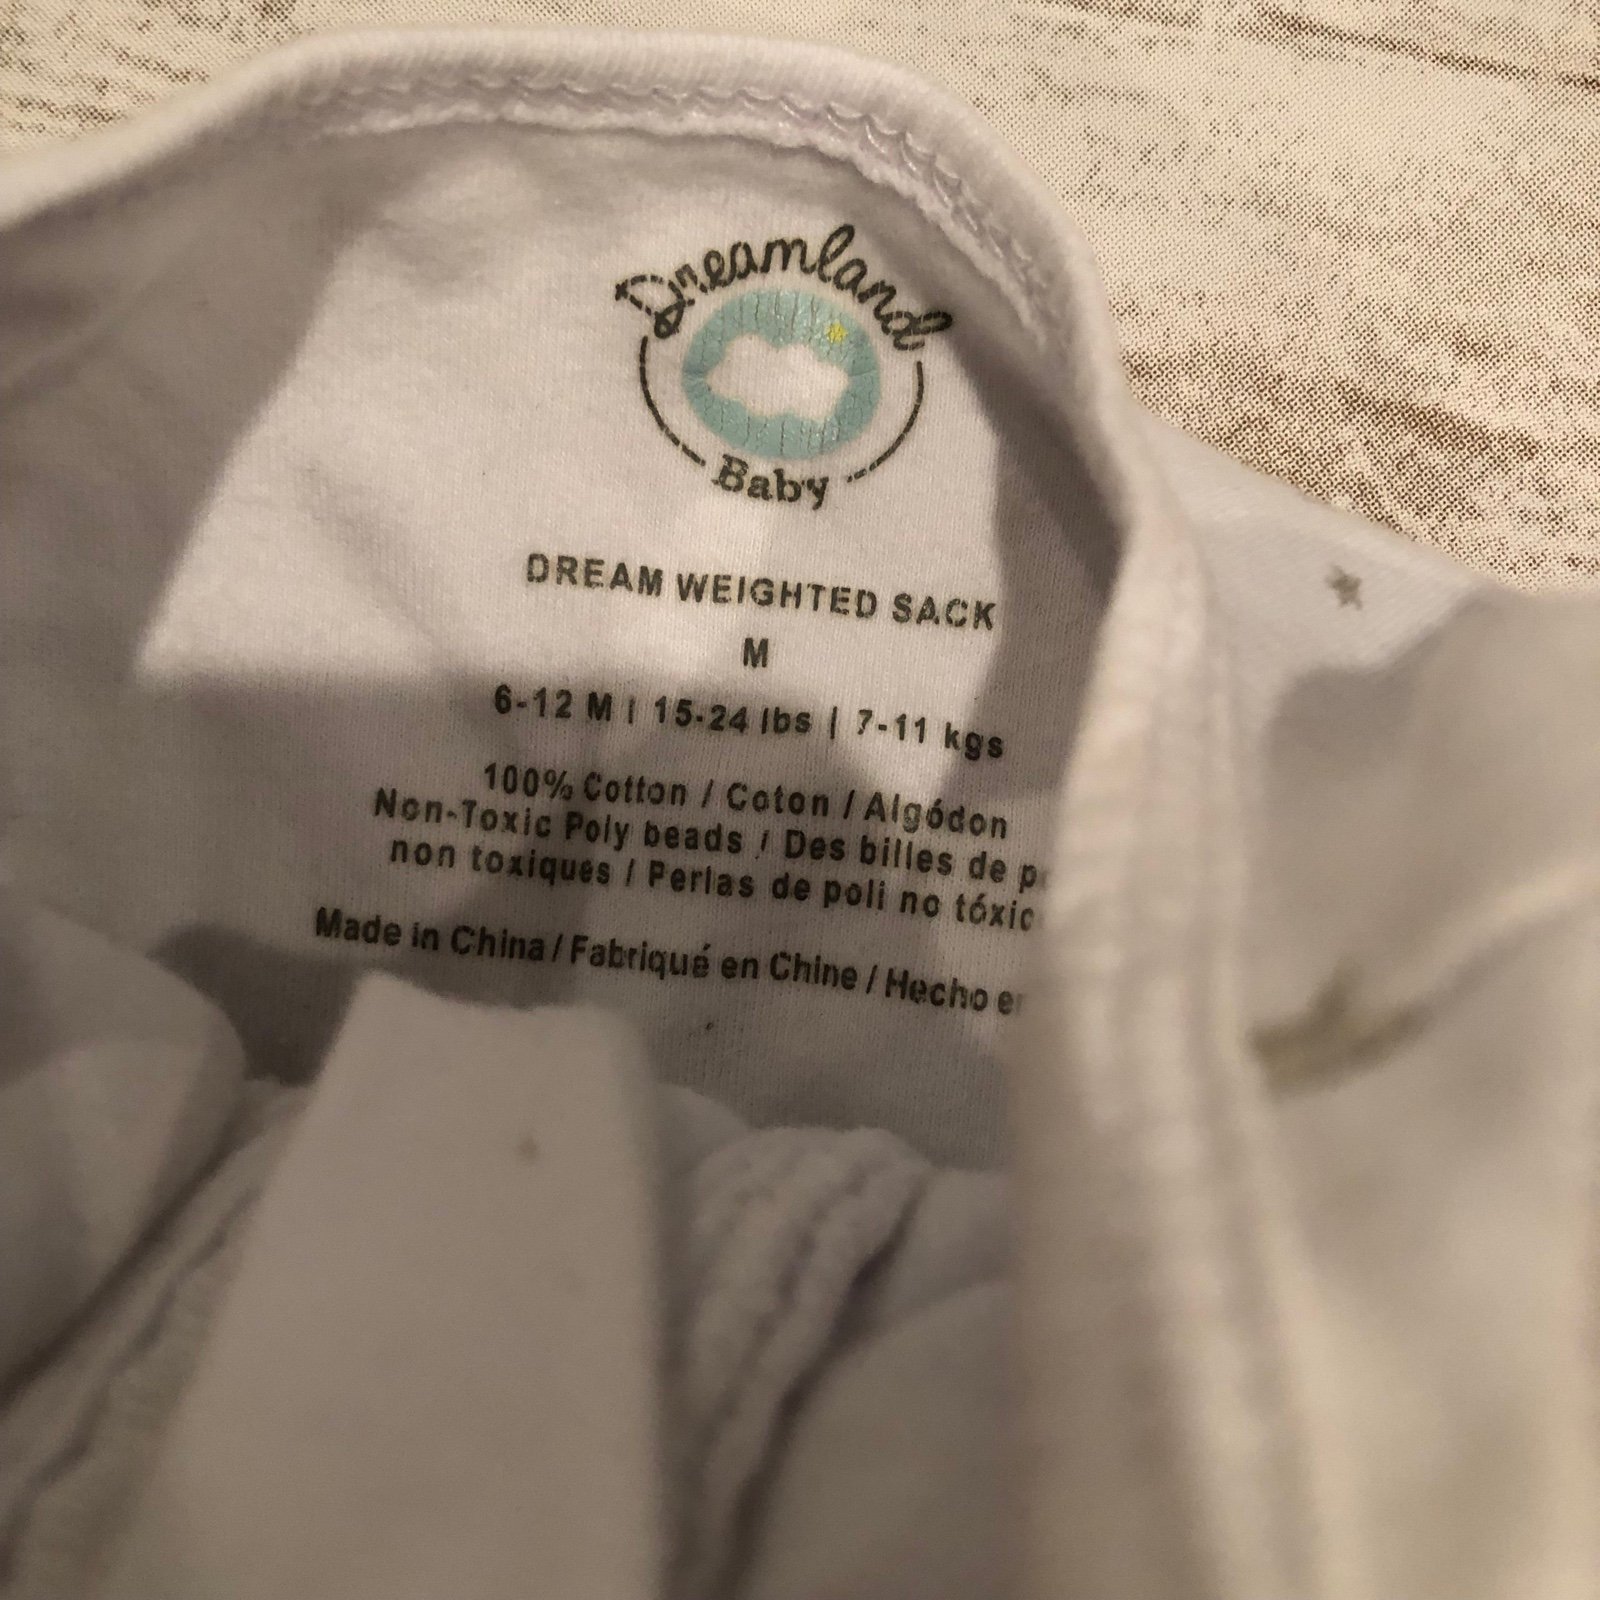 Dreamland
Baby
DREAM WEIGHTED SACK
M
6-12 M | 15-24 lbs | 7-11 kgs
100% Cotton / Coton / Algódon
Non-Toxic Poly beads / Des billes de
non toxiques / Perlas de poli no
Made in China / Fabriqué en Chine / Hecho